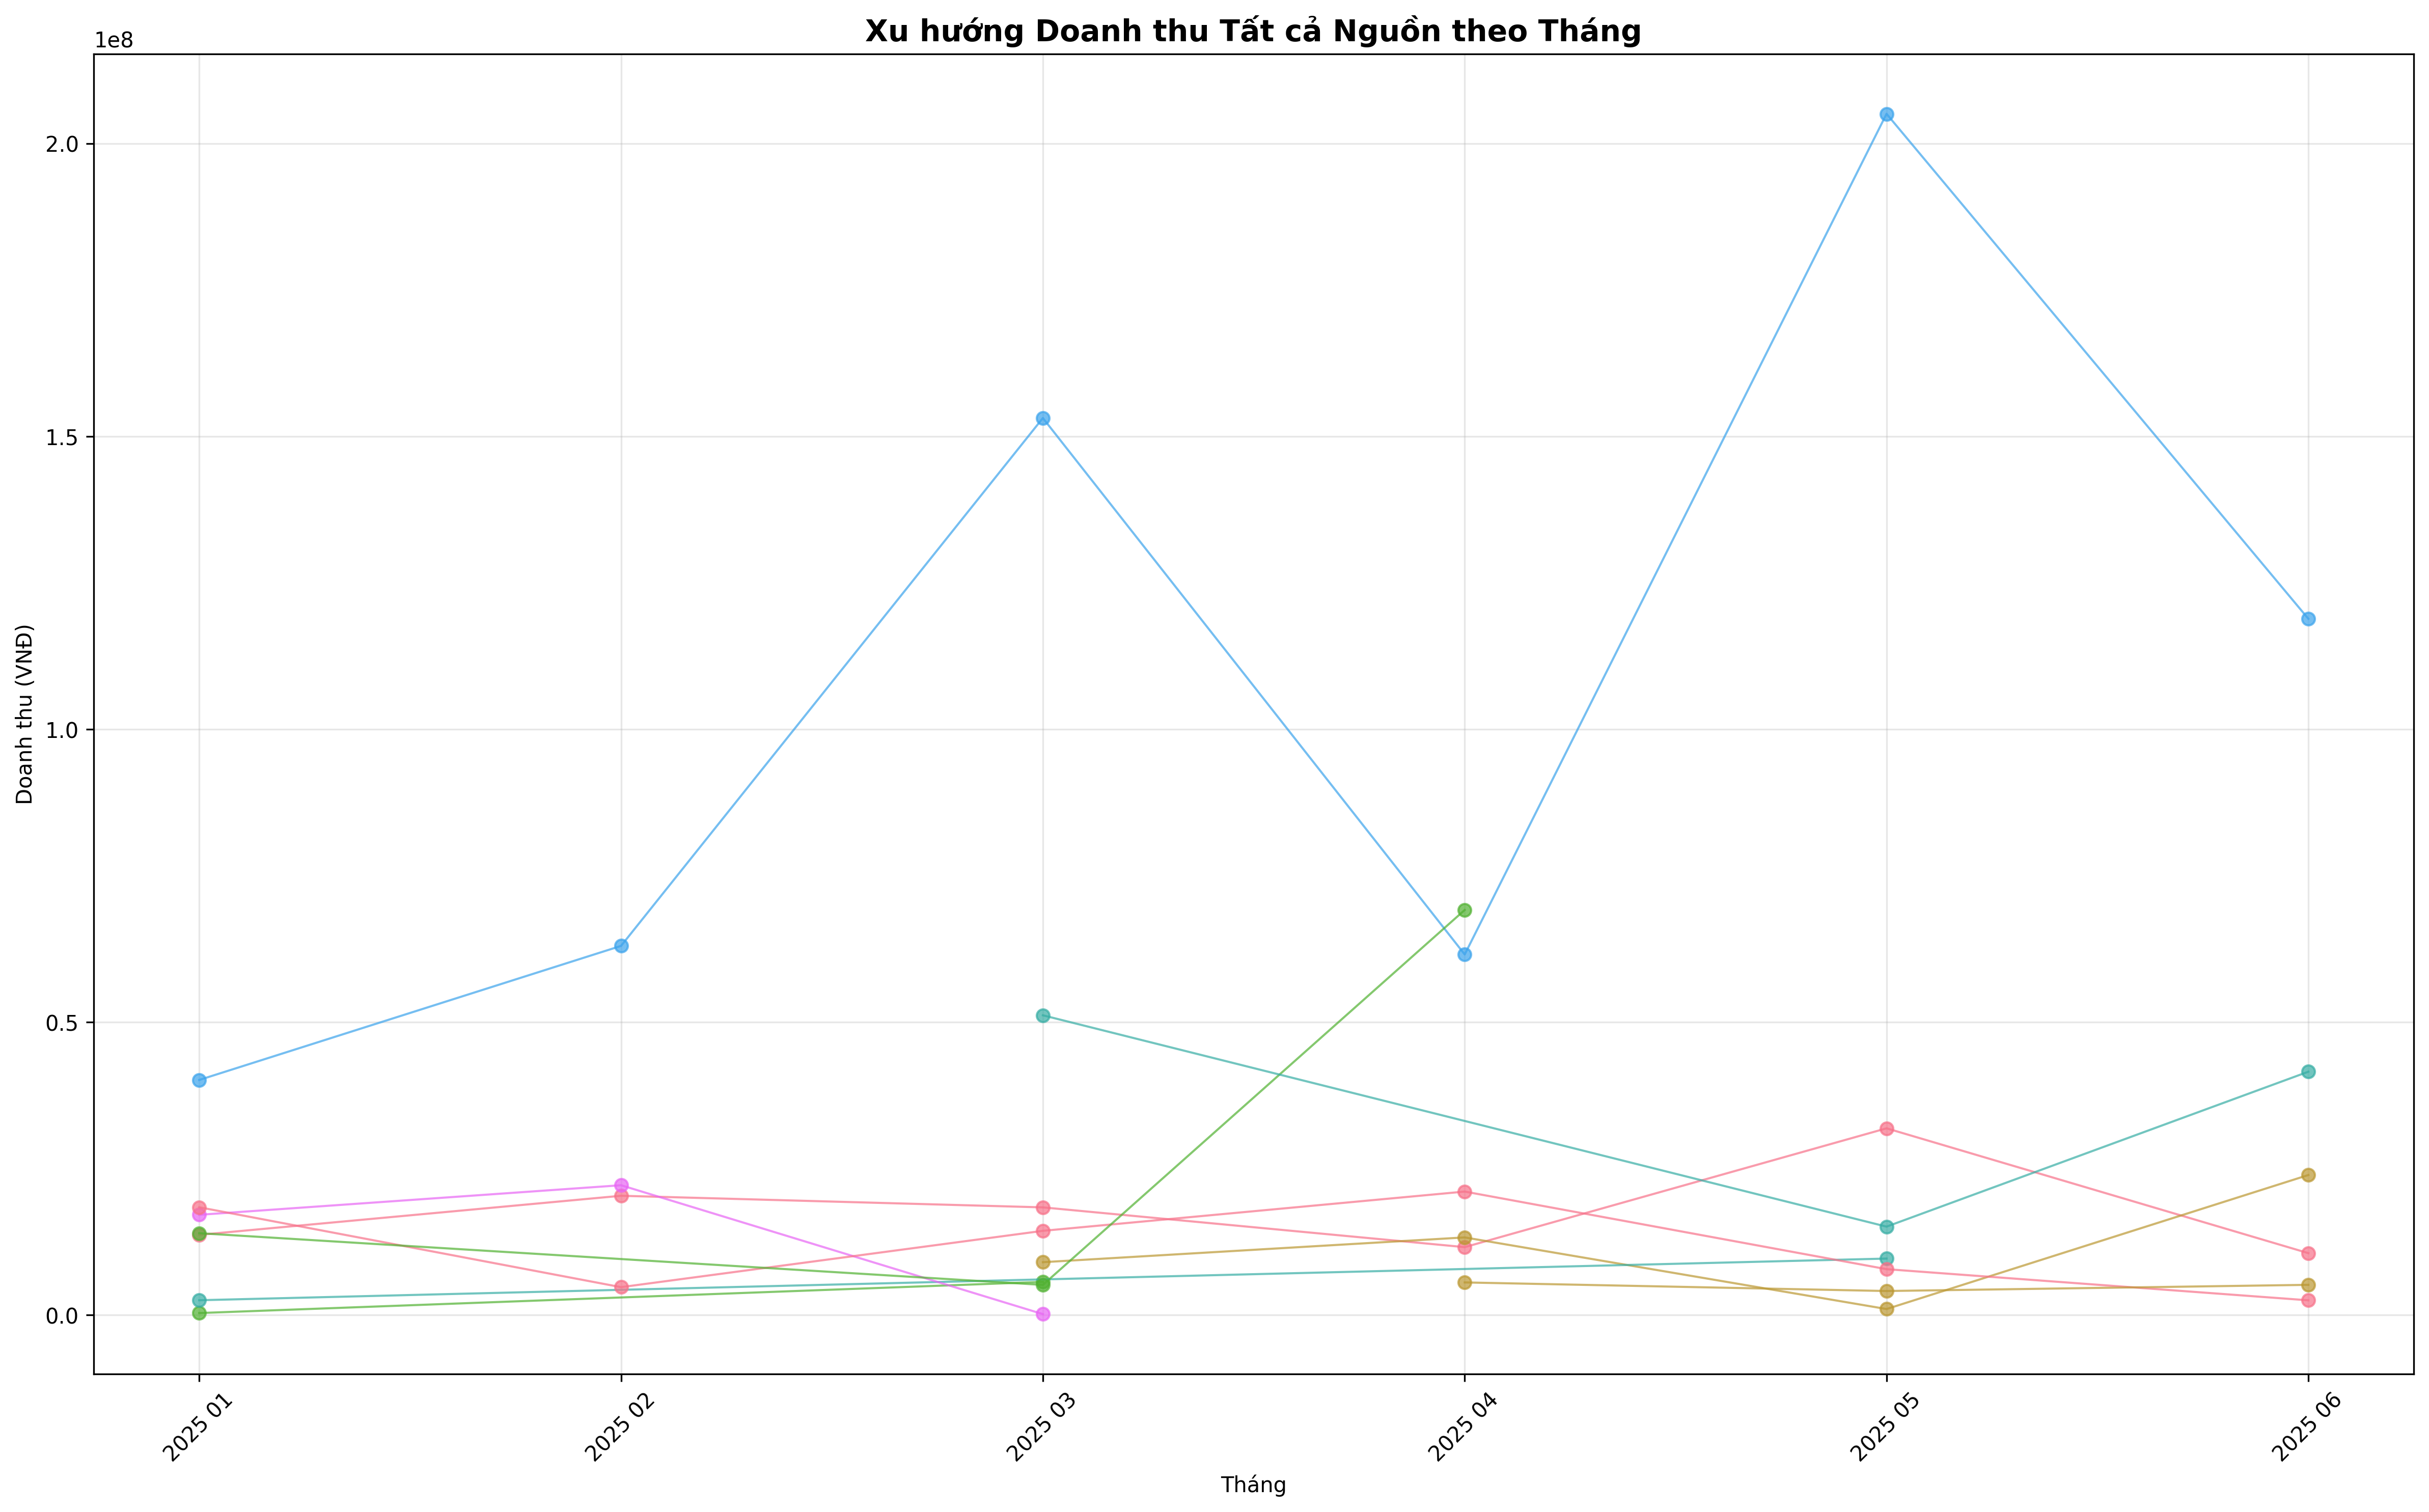 Xu hướng Doanh thu Tất cả Nguồn theo Tháng
1e8
2.0
1.5
1.0
0.5
0.0
Doanh thu (VNĐ)
2025 01
2025 02
2025 03
2025 04
2025 05
2025 06
Tháng